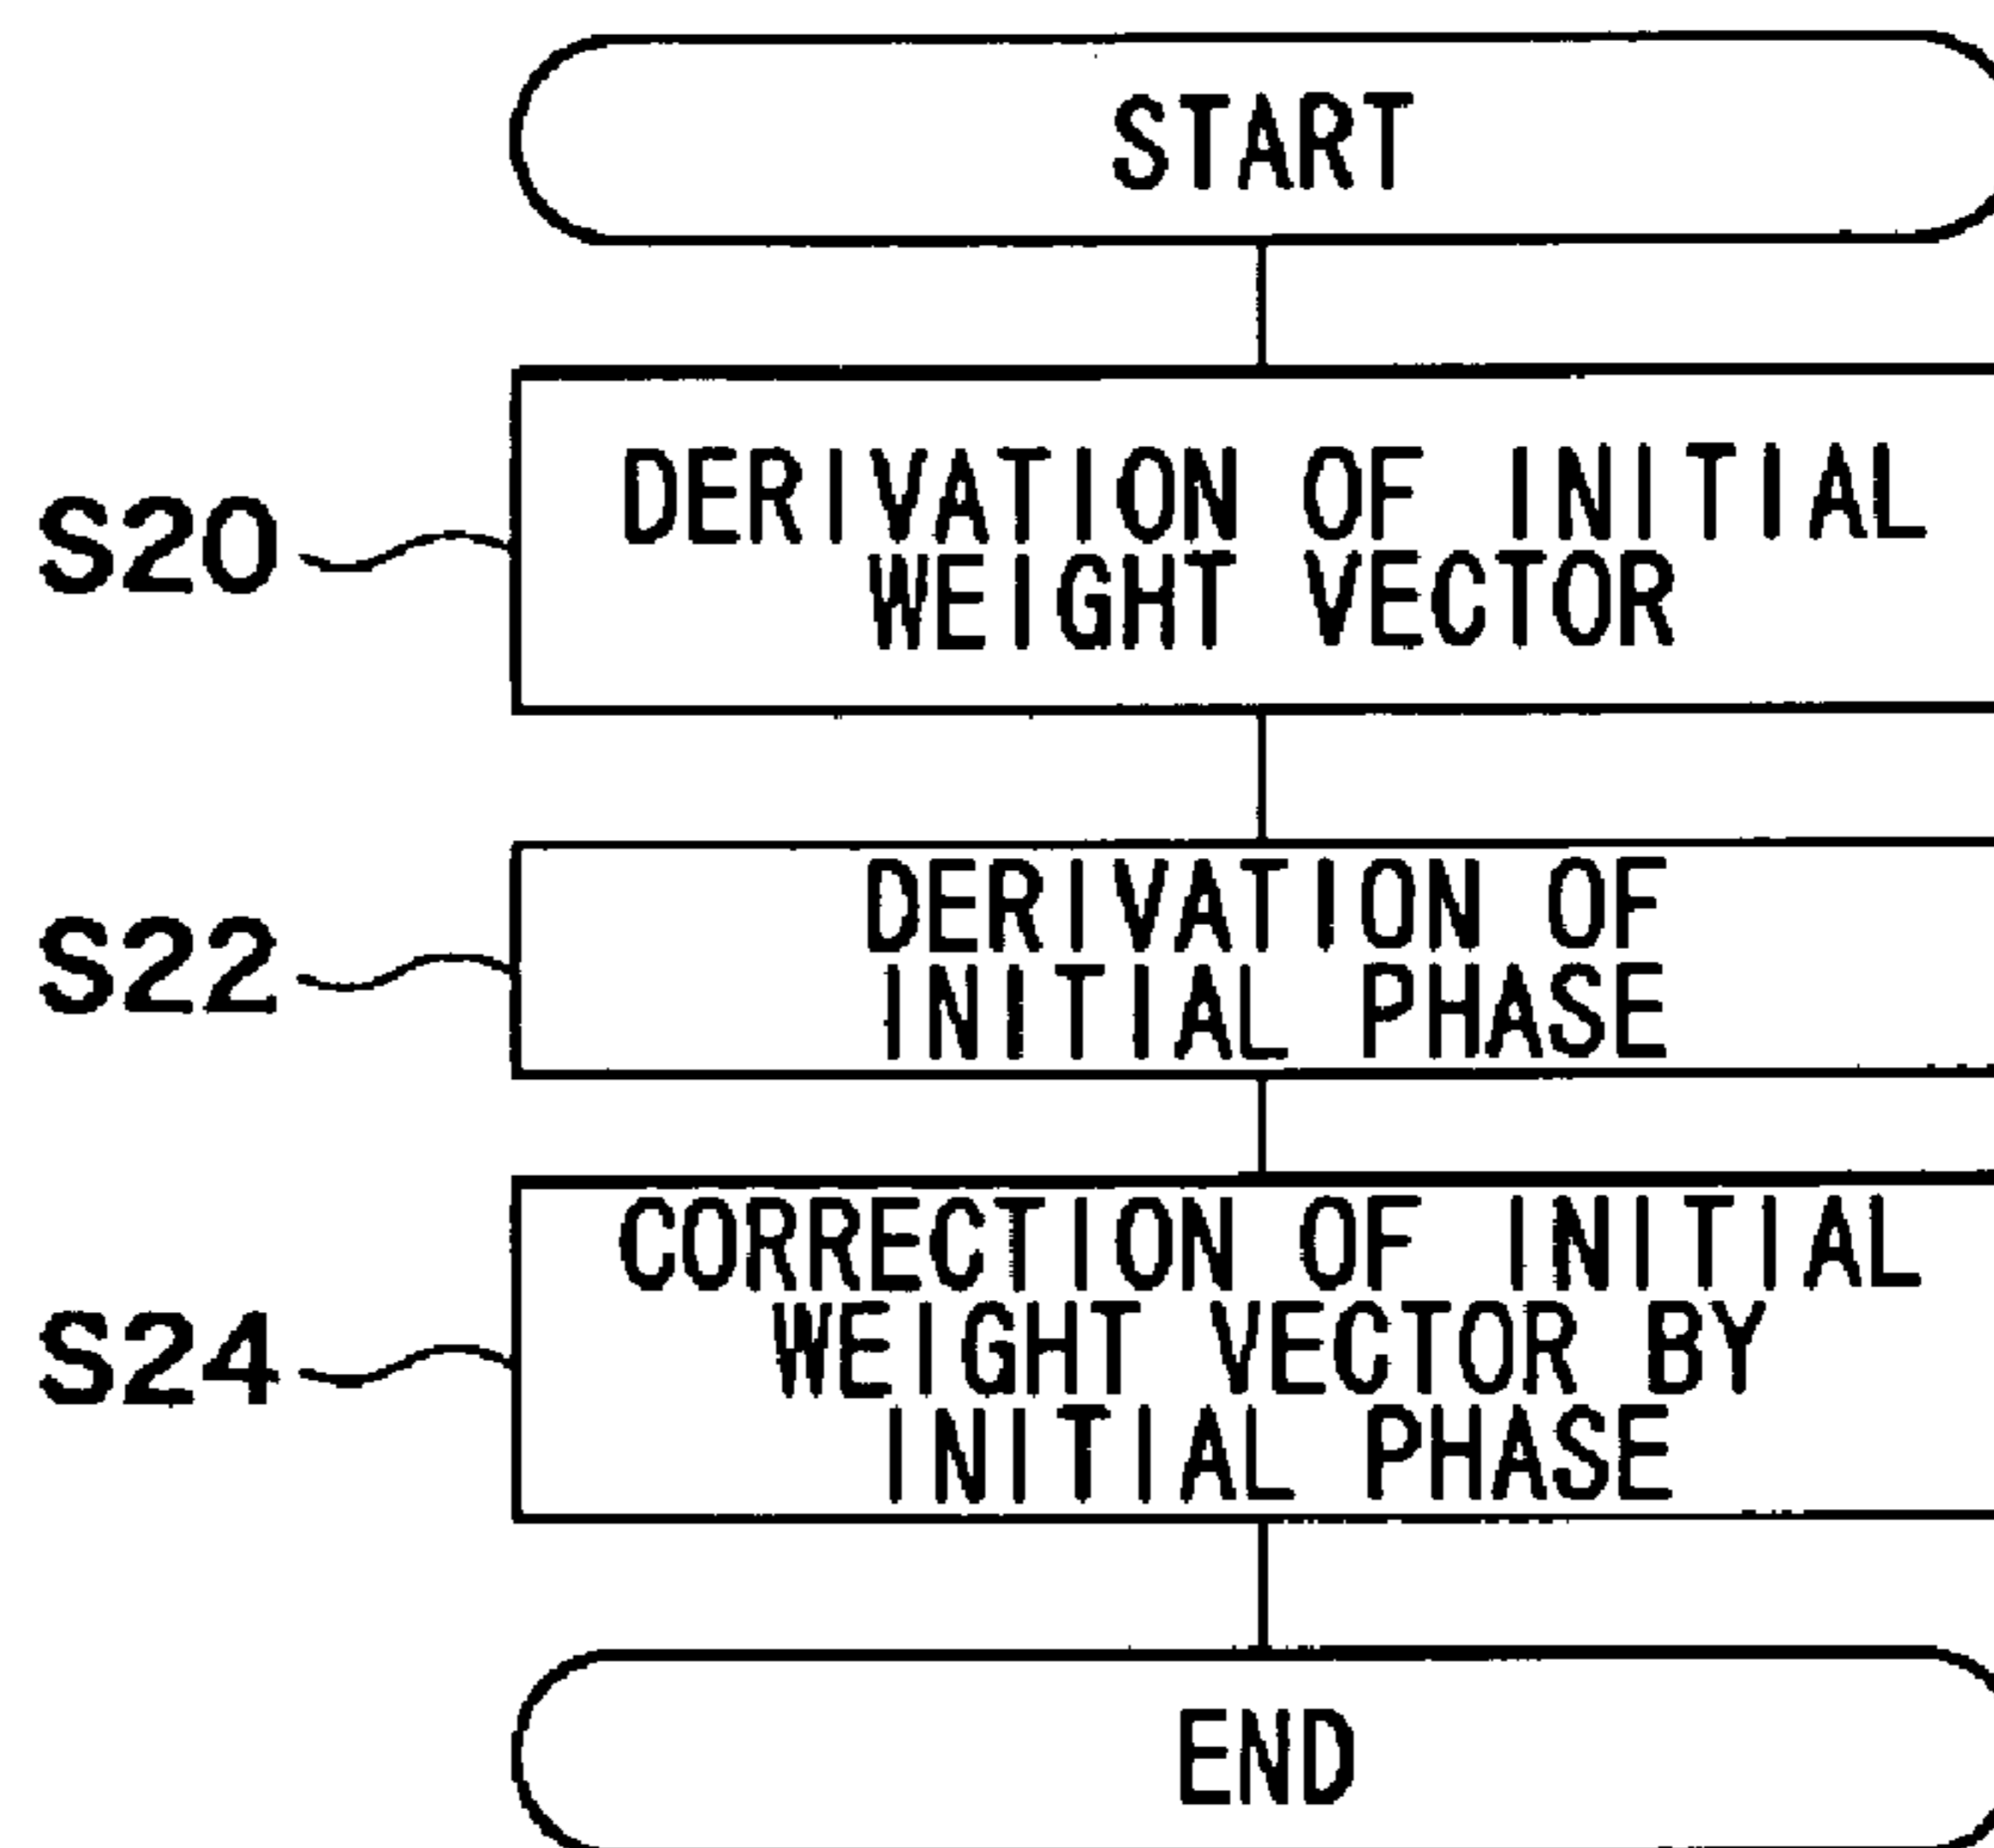 START
S20
DERIVATION OF INITIAL
WEIGHT VECTOR
S22
DERIVATION OF
INITIAL PHASE
S24
CORRECTION OF INITIAL
WEIGHT VECTOR BY
INITIAL PHASE
END